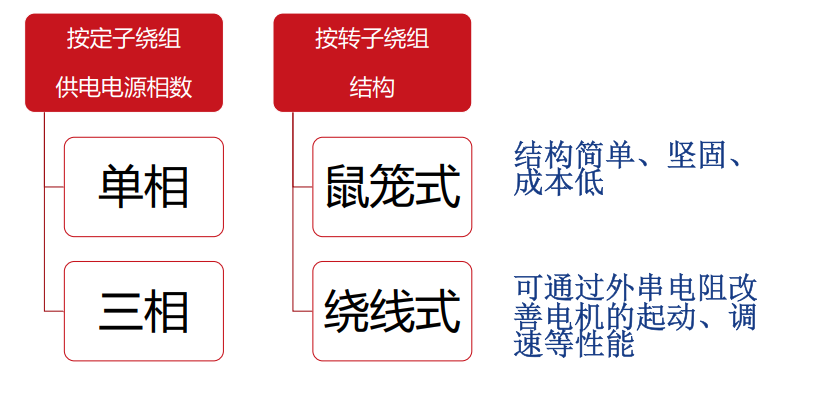 按定子绕组
供电电源相数
单相
三相
按转子绕组
结构
鼠笼式
绕线式
结构简单、坚固、
成本低
可通过外串电阻改
善电机的起动、调
速等性能